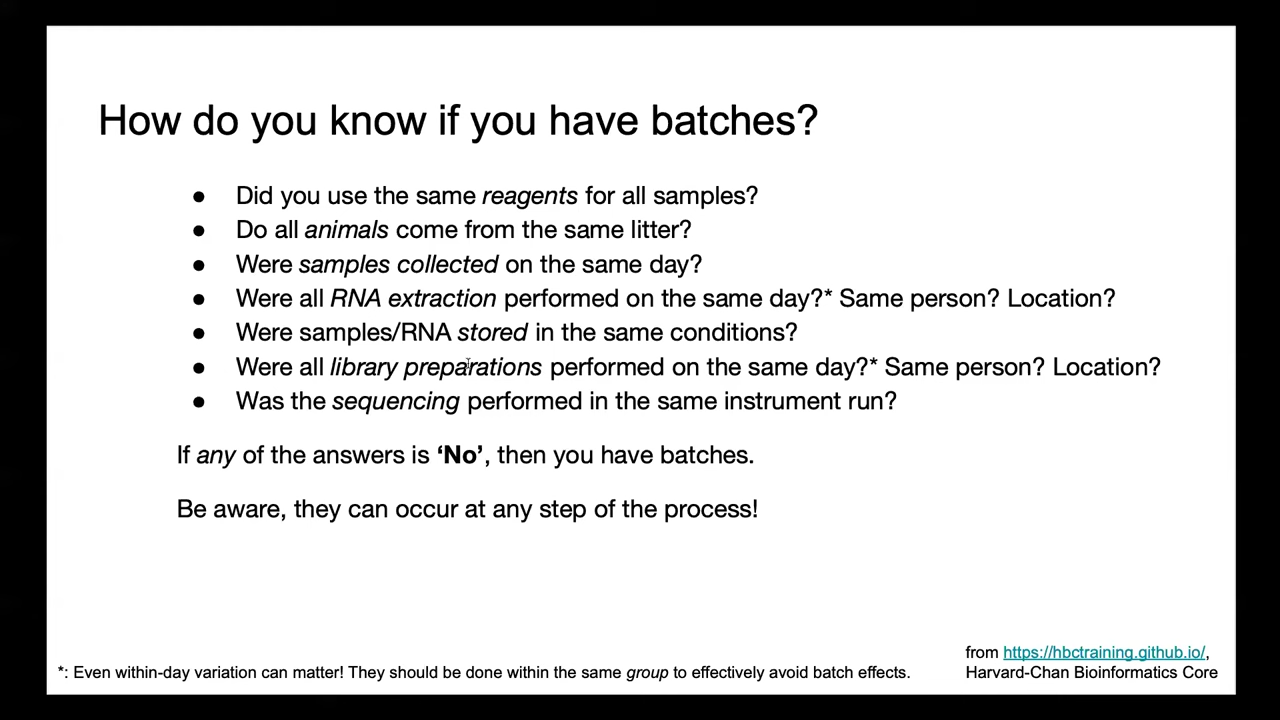 How do you know if you have batches?
● Did you use the same reagents for all samples?
● Do all animals come from the same litter?
● Were samples collected on the same day?
● Were all RNA extraction performed on the same day?* Same person? Location?
● Were samples/RNA stored in the same conditions?
● Were all library preparations performed on the same day?* Same person? Location?
● Was the sequencing performed in the same instrument run?
If any of the answers is ‘No’, then you have batches.
Be aware, they can occur at any step of the process!
*: Even within-day variation can matter! They should be done within the same group to effectively avoid batch effects.
from https://hbctraining.github.io/,
Harvard-Chan Bioinformatics Core